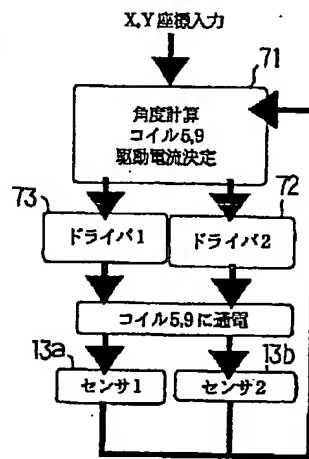 X,Y座標入力
71
角度計算
コイル5,9
駆動電流決定
73
72
ドライバ1
ドライバ2
コイル5,9に通電
13a
13b
センサ1
センサ2